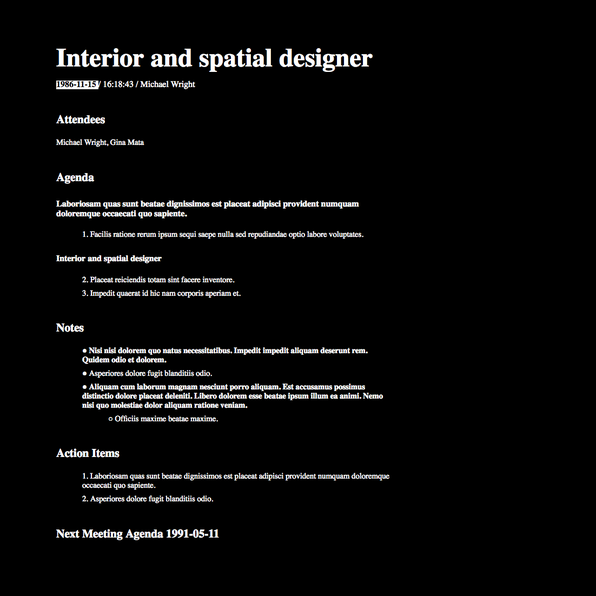 Interior and spatial designer
1986-11-15 / 16:18:43 / Michael Wright
Attendees
Michael Wright, Gina Mata
Agenda
Laboriosam quas sunt beatae dignissimos est placeat adipisci provident numquam
doloremque occaecati quo sapiente.
1. Facilis ratione rerum ipsum sequi saepe nulla sed repudiandae optio labore voluptates.
Interior and spatial designer
2. Placeat reiciendis totam sint facere inventore.
3. Impedit quaerat id hic nam corporis aperiam et.
Notes
● Nisi nisi dolorem quo natus necessitatibus. Impedit impedit aliquam deserunt rem.
Quidem odio et dolorem.
● Asperiores dolore fugit blanditiis odio.
● Aliquam cum laborum magnam nesciunt porro aliquam. Est accusamus possimus
distinctio dolore placeat deleniti. Libero dolorem esse beatae ipsum illum ea animi. Nemo
nisi quo molestiae dolor aliquam ratione veniam.
○ Officiis maxime beatae maxime.
Action Items
1. Laboriosam quas sunt beatae dignissimos est placeat adipisci provident numquam doloremque
occaecati quo sapiente.
2. Asperiores dolore fugit blanditiis odio.
Next Meeting Agenda 1991-05-11